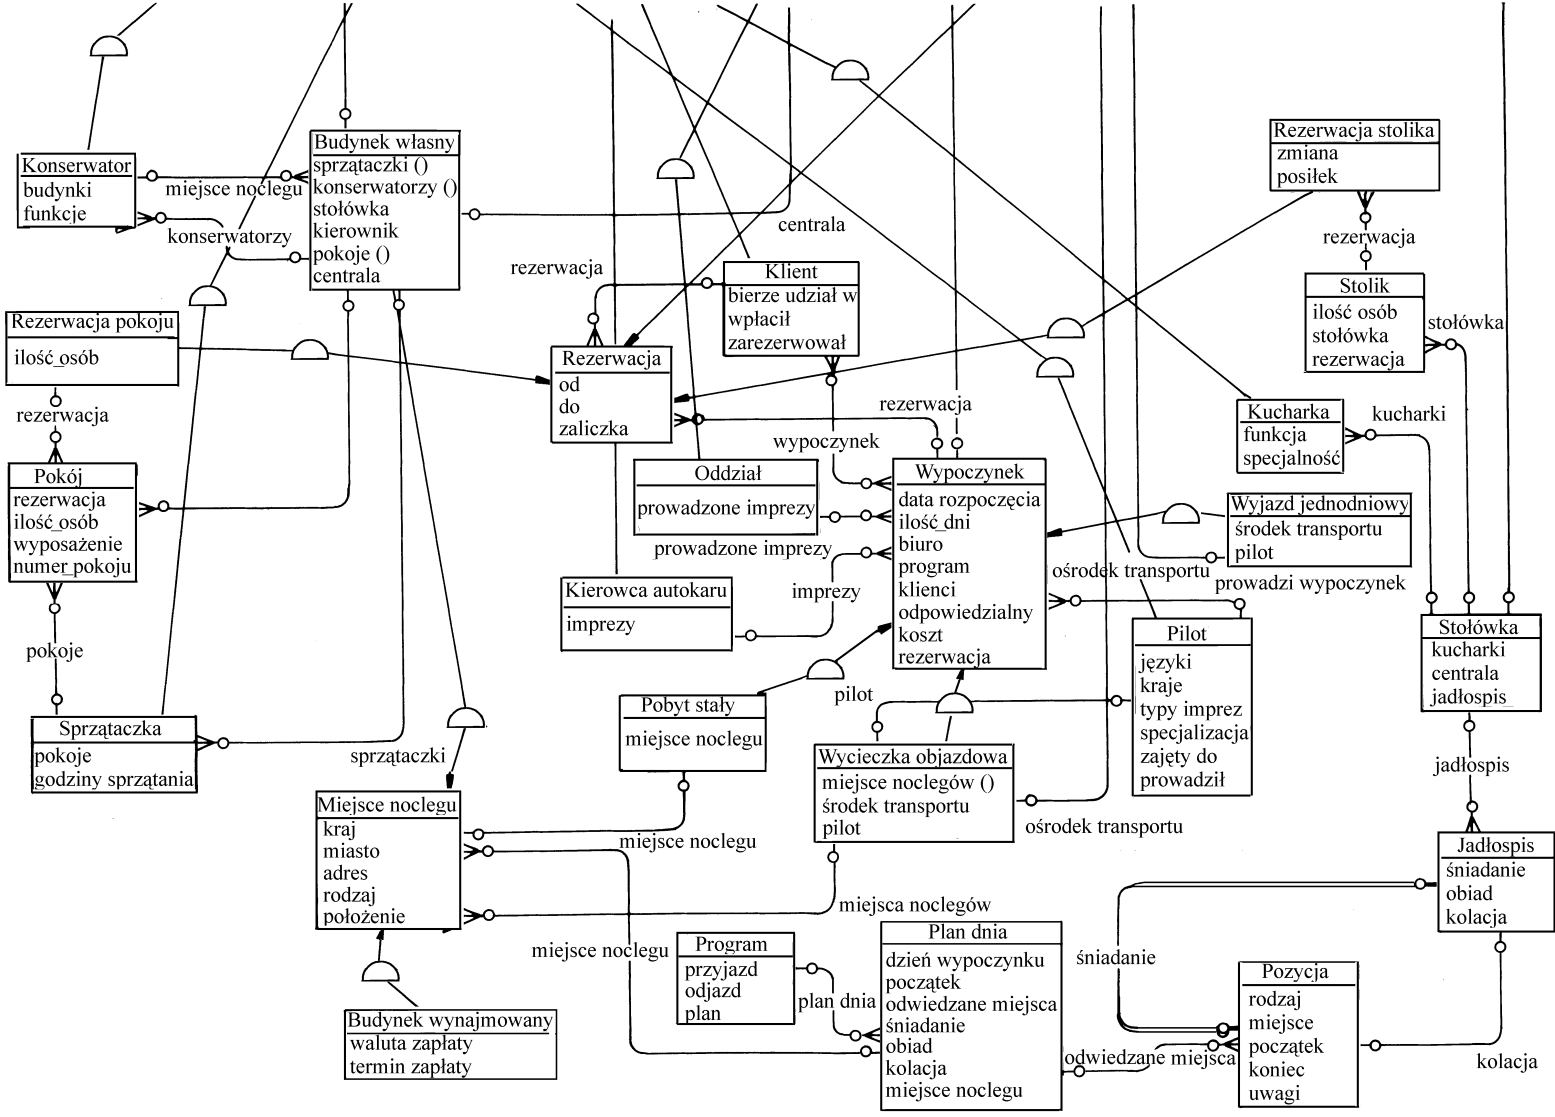 Konserwator
budynki
funkcje
miejsce noclegu
konserwatorzy
Budynek własny
sprzątaczki ()
konserwatorzy ()
stołówka
kierownik
pokoje ()
centrala
centrala
Rezerwacja stolika
zmiana
posiłek
rezerwacja
Stolik
ilość osób
stołówka
rezerwacja
stołówka
rezerwacja
Klient
bierze udział w
wpłacił
zarezerwował
Rezerwacja pokoju
ilość_osób
rezerwacja
Rezerwacja
od
do
zaliczka
rezerwacja
wypoczynek
Kucharka
funkcja
specjalność
kucharki
Pokój
rezerwacja
ilość_osób
wyposażenie
numer_pokoju
pokoje
Oddział
prowadzone imprezy
prowadzone imprezy
Wypoczynek
data rozpoczęcia
ilość_dni
biuro
program
klienci
odpowiedzialny
koszt
rezerwacja
Wyjazd jednodniowy
środek transportu
pilot
ośrodek transportu
prowadzi wypoczynek
Kierowca autokaru
imprezy
imprezy
Pilot
języki
kraje
typy imprez
specjalizacja
zajęty do
prowadził
Stołówka
kucharki
centrala
jadłospis_
jadłospis
pilot
Pobyt stały
miejsce noclegu
Sprzątaczka
pokoje
godziny sprzątania
sprzątaczki
Wycieczka objazdowa
miejsce noclegów ()
środek transportu
pilot
ośrodek transportu
Miejsce noclegu
kraj
miasto
adres
rodzaj
położenie
miejsce noclegu
miejsca noclegów
miejsce noclegu
Jadłospis
śniadanie
obiad
kolacja
śniadanie
Program
przyjazd
odjazd
plan
plan dnia
Plan dnia
dzień wypoczynku
początek
odwiedzane miejsca
śniadanie
obiad
kolacja
miejsce noclegu
odwiedzane miejsca
Pozycja
rodzaj
miejsce
początek
koniec
uwagi
kolacja
Budynek wynajmowany
waluta zapłaty
termin zapłaty